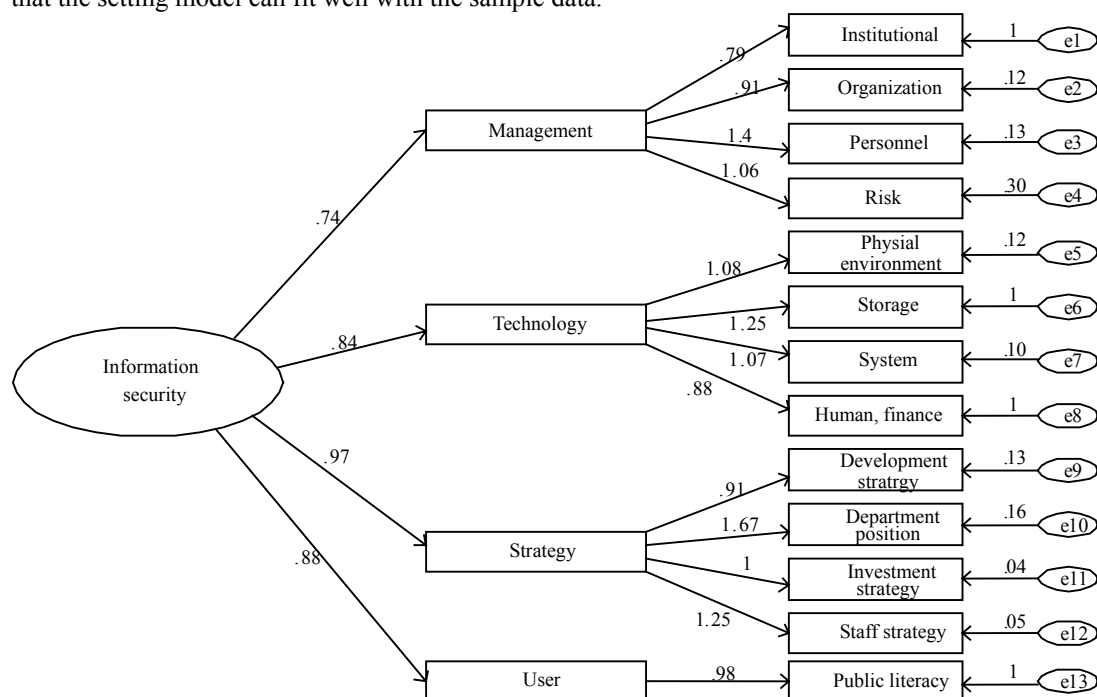 that the setting model can fit well with the sample data.
Institutional
1
e1
.79
Organization
.12
e2
.91
Management
Personnel
.13
e3
1.4
Risk
.30
e4
1.06
.74
Physial
environment
.12
e5
1.08
Technology
Storage
1
e6
1.25
System
.10
e7
1.07
.84
Human, finance
1
e8
.88
Information
security
Development
stratrgy
.13
e9
.91
.97
Department
position
.16
e10
1.67
Strategy
Investment
strategy
.04
e11
1
Staff strategy
.05
e12
1.25
.88
User
.98
Public literacy
1
e13